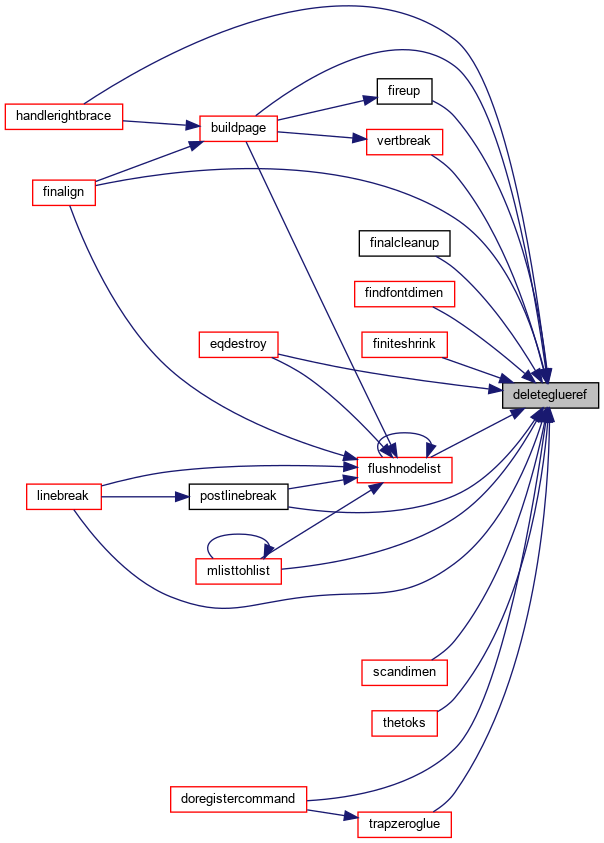 fireup
handlerightbrace
buildpage
vertbreak
finalign
finalcleanup
findfontdimen
eqdestroy
finiteshrink
deleteglueref
flushnodelist
linebreak
postlinebreak
mlisttohlist
scandimen
thetoks
doregistercommand
trapzeroglue